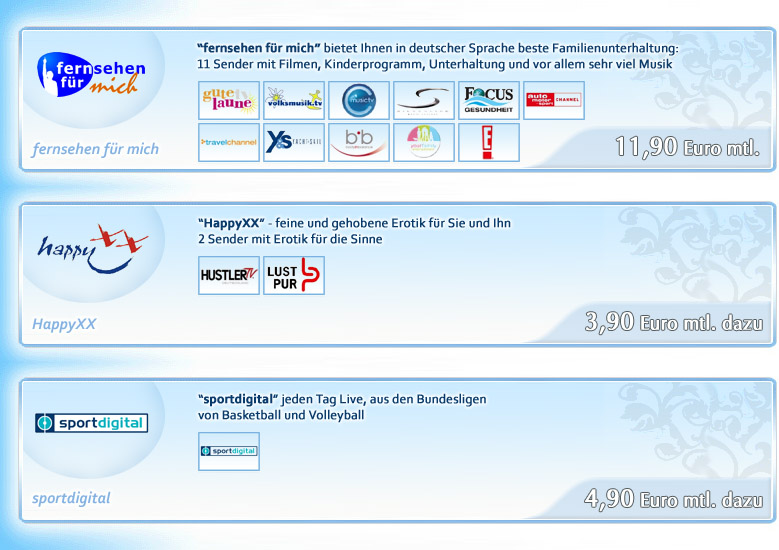 fernsehen
für mich
fernsehen für mich
“fernsehen für mich” bietet Ihnen in deutscher Sprache beste Familienunterhaltung:
11 Sender mit Filmen, Kinderprogramm, Unterhaltung und vor allem sehr viel Musik
gute laune
volksmusik.tv
music tv
FOCUS GESUNDHEIT
auto motor sport CHANNEL
travelchannel
YACHT & SAIL
b·b
E!
11,90 Euro mtl.
happy XX
HappyXX
“HappyXX” - feine und gehobene Erotik für Sie und Ihn
2 Sender mit Erotik für die Sinne
HUSTLER TV
LUST PUR
3,90 Euro mtl. dazu
sportdigital
sportdigital
“sportdigital” jeden Tag Live, aus den Bundesligen
von Basketball und Volleyball
sportdigital
4,90 Euro mtl. dazu